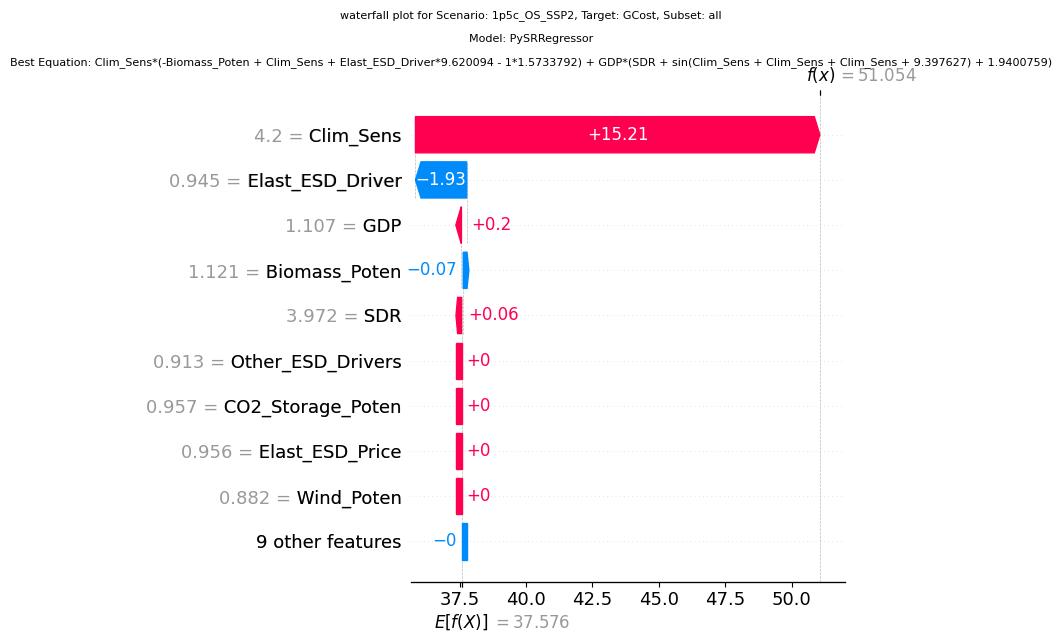 waterfall plot for Scenario: 1p5c_OS_SSP2, Target: GCost, Subset: all
Model: PySRRegressor
Best Equation: Clim_Sens*(-Biomass_Poten + Clim_Sens + Elast_ESD_Driver*9.620094 - 1*1.5733792) + GDP*(SDR + sin(Clim_Sens + Clim_Sens + Clim_Sens + 9.397627) + 1.9400759)
f(x) = 51.054
4.2 = Clim_Sens +15.21
0.945 = Elast_ESD_Driver −1.93
1.107 = GDP +0.2
1.121 = Biomass_Poten −0.07
3.972 = SDR +0.06
0.913 = Other_ESD_Drivers +0
0.957 = CO2_Storage_Poten +0
0.956 = Elast_ESD_Price +0
0.882 = Wind_Poten +0
9 other features −0
37.5 40.0 42.5 45.0 47.5 50.0
E[f(X)] = 37.576